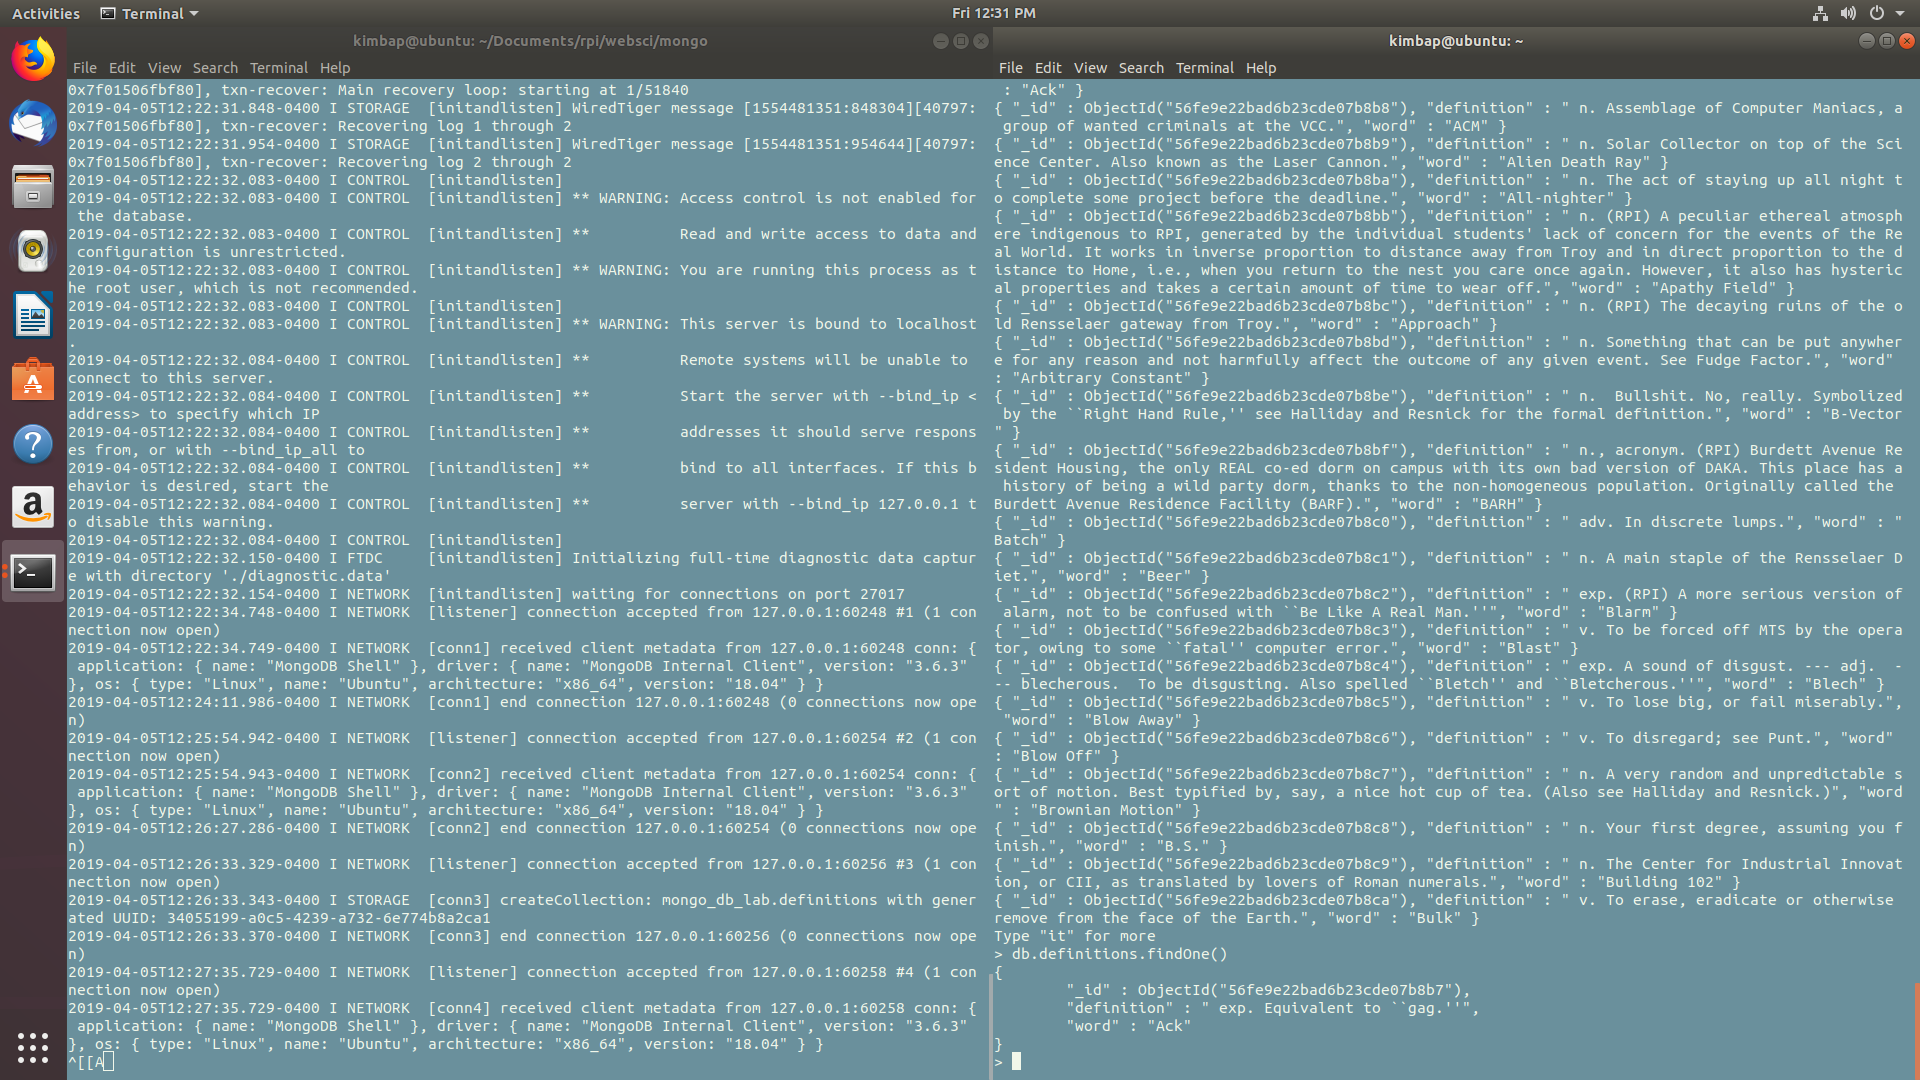 Activities
Terminal
Fri 12:31 PM
kimbap@ubuntu: ~/Documents/rpi/websci/mongo
File Edit View Search Terminal Help
0x7f01506fbf80], txn-recover: Main recovery loop: starting at 1/51840
2019-04-05T12:22:31.848-0400 I STORAGE  [initandlisten] WiredTiger message [1554481351:848304][40797:
0x7f01506fbf80], txn-recover: Recovering log 1 through 2
2019-04-05T12:22:31.954-0400 I STORAGE  [initandlisten] WiredTiger message [1554481351:954644][40797:
0x7f01506fbf80], txn-recover: Recovering log 2 through 2
2019-04-05T12:22:32.083-0400 I CONTROL  [initandlisten]
2019-04-05T12:22:32.083-0400 I CONTROL  [initandlisten] ** WARNING: Access control is not enabled for
 the database.
2019-04-05T12:22:32.083-0400 I CONTROL  [initandlisten] **          Read and write access to data and
 configuration is unrestricted.
2019-04-05T12:22:32.083-0400 I CONTROL  [initandlisten] ** WARNING: You are running this process as t
he root user, which is not recommended.
2019-04-05T12:22:32.083-0400 I CONTROL  [initandlisten]
2019-04-05T12:22:32.083-0400 I CONTROL  [initandlisten] ** WARNING: This server is bound to localhost
.
2019-04-05T12:22:32.084-0400 I CONTROL  [initandlisten] **          Remote systems will be unable to
connect to this server.
2019-04-05T12:22:32.084-0400 I CONTROL  [initandlisten] **          Start the server with --bind_ip <
address> to specify which IP
2019-04-05T12:22:32.084-0400 I CONTROL  [initandlisten] **          addresses it should serve respons
es from, or with --bind_ip_all to
2019-04-05T12:22:32.084-0400 I CONTROL  [initandlisten] **          bind to all interfaces. If this b
ehavior is desired, start the
2019-04-05T12:22:32.084-0400 I CONTROL  [initandlisten] **          server with --bind_ip 127.0.0.1 t
o disable this warning.
2019-04-05T12:22:32.084-0400 I CONTROL  [initandlisten]
2019-04-05T12:22:32.150-0400 I FTDC     [initandlisten] Initializing full-time diagnostic data captur
e with directory './diagnostic.data'
2019-04-05T12:22:32.154-0400 I NETWORK  [initandlisten] waiting for connections on port 27017
2019-04-05T12:22:34.748-0400 I NETWORK  [listener] connection accepted from 127.0.0.1:60248 #1 (1 con
nection now open)
2019-04-05T12:22:34.749-0400 I NETWORK  [conn1] received client metadata from 127.0.0.1:60248 conn: {
 application: { name: "MongoDB Shell" }, driver: { name: "MongoDB Internal Client", version: "3.6.3"
}, os: { type: "Linux", name: "Ubuntu", architecture: "x86_64", version: "18.04" } }
2019-04-05T12:24:11.986-0400 I NETWORK  [conn1] end connection 127.0.0.1:60248 (0 connections now ope
n)
2019-04-05T12:25:54.942-0400 I NETWORK  [listener] connection accepted from 127.0.0.1:60254 #2 (1 con
nection now open)
2019-04-05T12:25:54.943-0400 I NETWORK  [conn2] received client metadata from 127.0.0.1:60254 conn: {
 application: { name: "MongoDB Shell" }, driver: { name: "MongoDB Internal Client", version: "3.6.3"
}, os: { type: "Linux", name: "Ubuntu", architecture: "x86_64", version: "18.04" } }
2019-04-05T12:26:27.286-0400 I NETWORK  [conn2] end connection 127.0.0.1:60254 (0 connections now ope
n)
2019-04-05T12:26:33.329-0400 I NETWORK  [listener] connection accepted from 127.0.0.1:60256 #3 (1 con
nection now open)
2019-04-05T12:26:33.343-0400 I STORAGE  [conn3] createCollection: mongo_db_lab.definitions with gener
ated UUID: 34055199-a0c5-4239-a732-6e774b8a2ca1
2019-04-05T12:26:33.370-0400 I NETWORK  [conn3] end connection 127.0.0.1:60256 (0 connections now ope
n)
2019-04-05T12:27:35.729-0400 I NETWORK  [listener] connection accepted from 127.0.0.1:60258 #4 (1 con
nection now open)
2019-04-05T12:27:35.729-0400 I NETWORK  [conn4] received client metadata from 127.0.0.1:60258 conn: {
 application: { name: "MongoDB Shell" }, driver: { name: "MongoDB Internal Client", version: "3.6.3"
}, os: { type: "Linux", name: "Ubuntu", architecture: "x86_64", version: "18.04" } }
^[[A
kimbap@ubuntu: ~
File Edit View Search Terminal Help
 : "Ack" }
{ "_id" : ObjectId("56fe9e22bad6b23cde07b8b8"), "definition" : " n. Assemblage of Computer Maniacs, a
 group of wanted criminals at the VCC.", "word" : "ACM" }
{ "_id" : ObjectId("56fe9e22bad6b23cde07b8b9"), "definition" : " n. Solar Collector on top of the Sci
ence Center. Also known as the Laser Cannon.", "word" : "Alien Death Ray" }
{ "_id" : ObjectId("56fe9e22bad6b23cde07b8ba"), "definition" : " n. The act of staying up all night t
o complete some project before the deadline.", "word" : "All-nighter" }
{ "_id" : ObjectId("56fe9e22bad6b23cde07b8bb"), "definition" : " n. (RPI) A peculiar ethereal atmosph
ere indigenous to RPI, generated by the individual students' lack of concern for the events of the Re
al World. It works in inverse proportion to distance away from Troy and in direct proportion to the d
istance to Home, i.e., when you return to the nest you care once again. However, it also has hysteric
al properties and takes a certain amount of time to wear off.", "word" : "Apathy Field" }
{ "_id" : ObjectId("56fe9e22bad6b23cde07b8bc"), "definition" : " n. (RPI) The decaying ruins of the o
ld Rensselaer gateway from Troy.", "word" : "Approach" }
{ "_id" : ObjectId("56fe9e22bad6b23cde07b8bd"), "definition" : " n. Something that can be put anywher
e for any reason and not harmfully affect the outcome of any given event. See Fudge Factor.", "word"
: "Arbitrary Constant" }
{ "_id" : ObjectId("56fe9e22bad6b23cde07b8be"), "definition" : " n.  Bullshit. No, really. Symbolized
 by the ``Right Hand Rule,'' see Halliday and Resnick for the formal definition.", "word" : "B-Vector
" }
{ "_id" : ObjectId("56fe9e22bad6b23cde07b8bf"), "definition" : " n., acronym. (RPI) Burdett Avenue Re
sident Housing, the only REAL co-ed dorm on campus with its own bad version of DAKA. This place has a
 history of being a wild party dorm, thanks to the non-homogeneous population. Originally called the
Burdett Avenue Residence Facility (BARF).", "word" : "BARH" }
{ "_id" : ObjectId("56fe9e22bad6b23cde07b8c0"), "definition" : " adv. In discrete lumps.", "word" : "
Batch" }
{ "_id" : ObjectId("56fe9e22bad6b23cde07b8c1"), "definition" : " n. A main staple of the Rensselaer D
iet.", "word" : "Beer" }
{ "_id" : ObjectId("56fe9e22bad6b23cde07b8c2"), "definition" : " exp. (RPI) A more serious version of
 alarm, not to be confused with ``Be Like A Real Man.''", "word" : "Blarm" }
{ "_id" : ObjectId("56fe9e22bad6b23cde07b8c3"), "definition" : " v. To be forced off MTS by the opera
tor, owing to some ``fatal'' computer error.", "word" : "Blast" }
{ "_id" : ObjectId("56fe9e22bad6b23cde07b8c4"), "definition" : " exp. A sound of disgust. --- adj.  -
-- blecherous.  To be disgusting. Also spelled ``Bletch'' and ``Bletcherous.''", "word" : "Blech" }
{ "_id" : ObjectId("56fe9e22bad6b23cde07b8c5"), "definition" : " v. To lose big, or fail miserably.",
 "word" : "Blow Away" }
{ "_id" : ObjectId("56fe9e22bad6b23cde07b8c6"), "definition" : " v. To disregard; see Punt.", "word"
: "Blow Off" }
{ "_id" : ObjectId("56fe9e22bad6b23cde07b8c7"), "definition" : " n. A very random and unpredictable s
ort of motion. Best typified by, say, a nice hot cup of tea. (Also see Halliday and Resnick.)", "word
" : "Brownian Motion" }
{ "_id" : ObjectId("56fe9e22bad6b23cde07b8c8"), "definition" : " n. Your first degree, assuming you f
inish.", "word" : "B.S." }
{ "_id" : ObjectId("56fe9e22bad6b23cde07b8c9"), "definition" : " n. The Center for Industrial Innovat
ion, or CII, as translated by lovers of Roman numerals.", "word" : "Building 102" }
{ "_id" : ObjectId("56fe9e22bad6b23cde07b8ca"), "definition" : " v. To erase, eradicate or otherwise
remove from the face of the Earth.", "word" : "Bulk" }
Type "it" for more
> db.definitions.findOne()
{
        "_id" : ObjectId("56fe9e22bad6b23cde07b8b7"),
        "definition" : " exp. Equivalent to ``gag.''",
        "word" : "Ack"
}
>